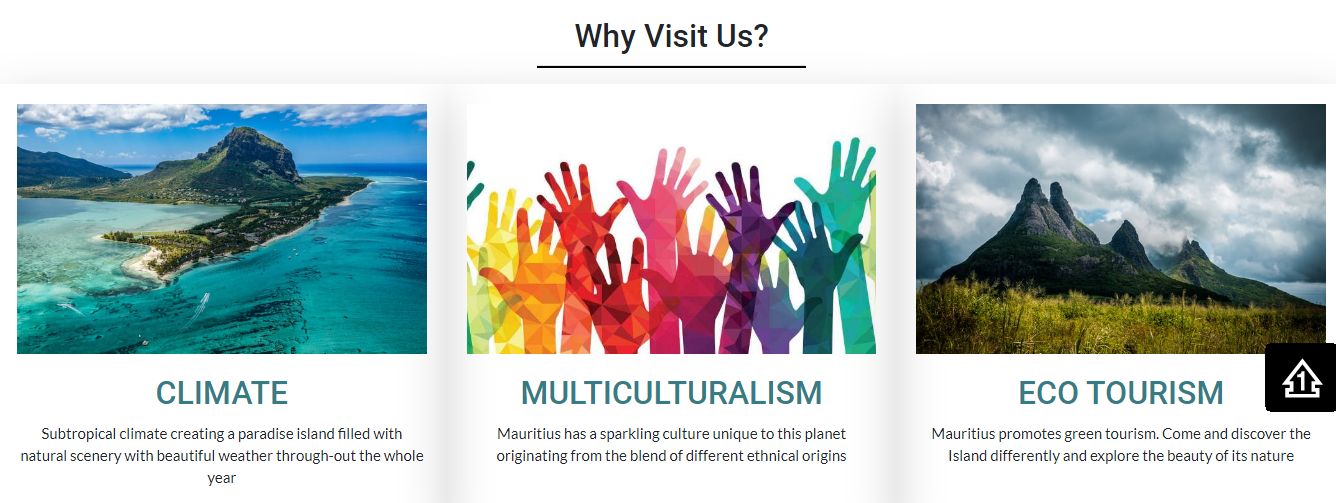 Why Visit Us?
CLIMATE
Subtropical climate creating a paradise island filled with
natural scenery with beautiful weather through-out the whole
year
MULTICULTURALISM
Mauritius has a sparkling culture unique to this planet
originating from the blend of different ethnical origins
ECO TOURISM
Mauritius promotes green tourism. Come and discover the
Island differently and explore the beauty of its nature
1